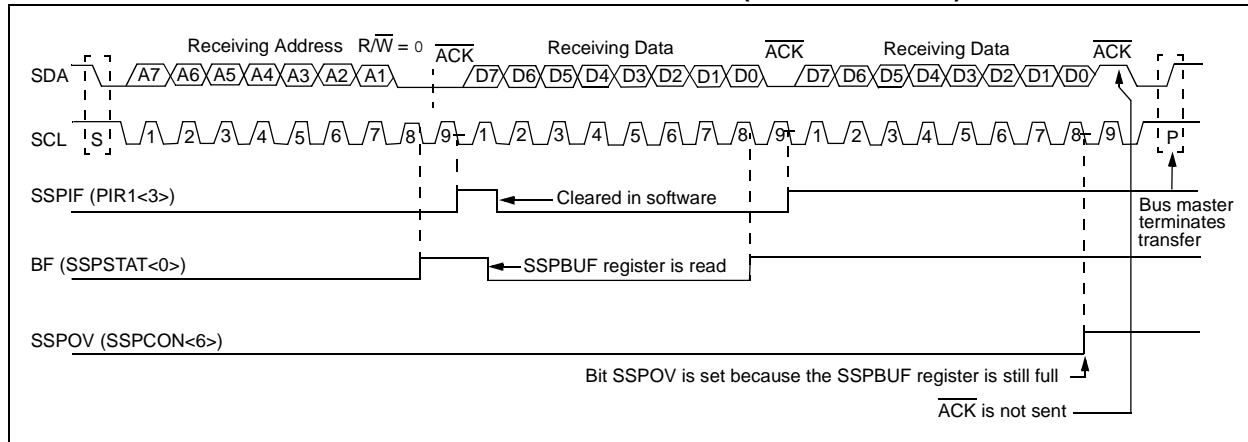 Receiving Address R/W = 0 ACK Receiving Data ACK Receiving Data ACK
SDA A7 A6 A5 A4 A3 A2 A1 D7 D6 D5 D4 D3 D2 D1 D0 D7 D6 D5 D4 D3 D2 D1 D0
SCL S 1 2 3 4 5 6 7 8 9 1 2 3 4 5 6 7 8 9 1 2 3 4 5 6 7 8 9 P
SSPIF (PIR1<3>)
Cleared in software
Bus master
terminates
transfer
BF (SSPSTAT<0>)
SSPBUF register is read
SSPOV (SSPCON<6>)
Bit SSPOV is set because the SSPBUF register is still full
ACK is not sent